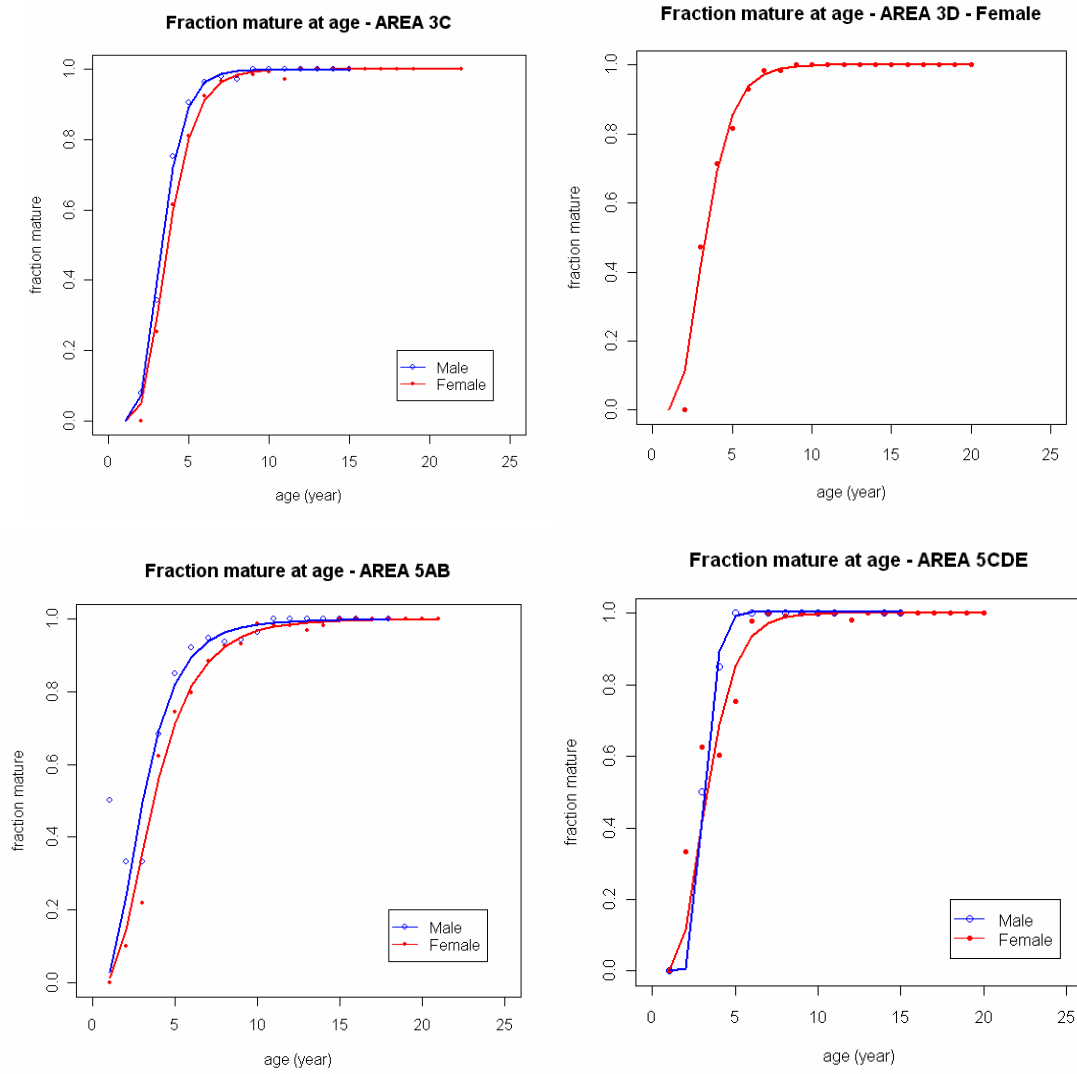 Fraction mature at age - AREA 3C
fraction mature
0.0 0.2 0.4 0.6 0.8 1.0
Male
Female
0 5 10 15 20 25
age (year)
Fraction mature at age - AREA 3D - Female
fraction mature
0.0 0.2 0.4 0.6 0.8 1.0
0 5 10 15 20 25
age (year)
Fraction mature at age - AREA 5AB
fraction mature
0.0 0.2 0.4 0.6 0.8 1.0
Male
Female
0 5 10 15 20 25
age (year)
Fraction mature at age - AREA 5CDE
fraction mature
0.0 0.2 0.4 0.6 0.8 1.0
Male
Female
0 5 10 15 20 25
age (year)